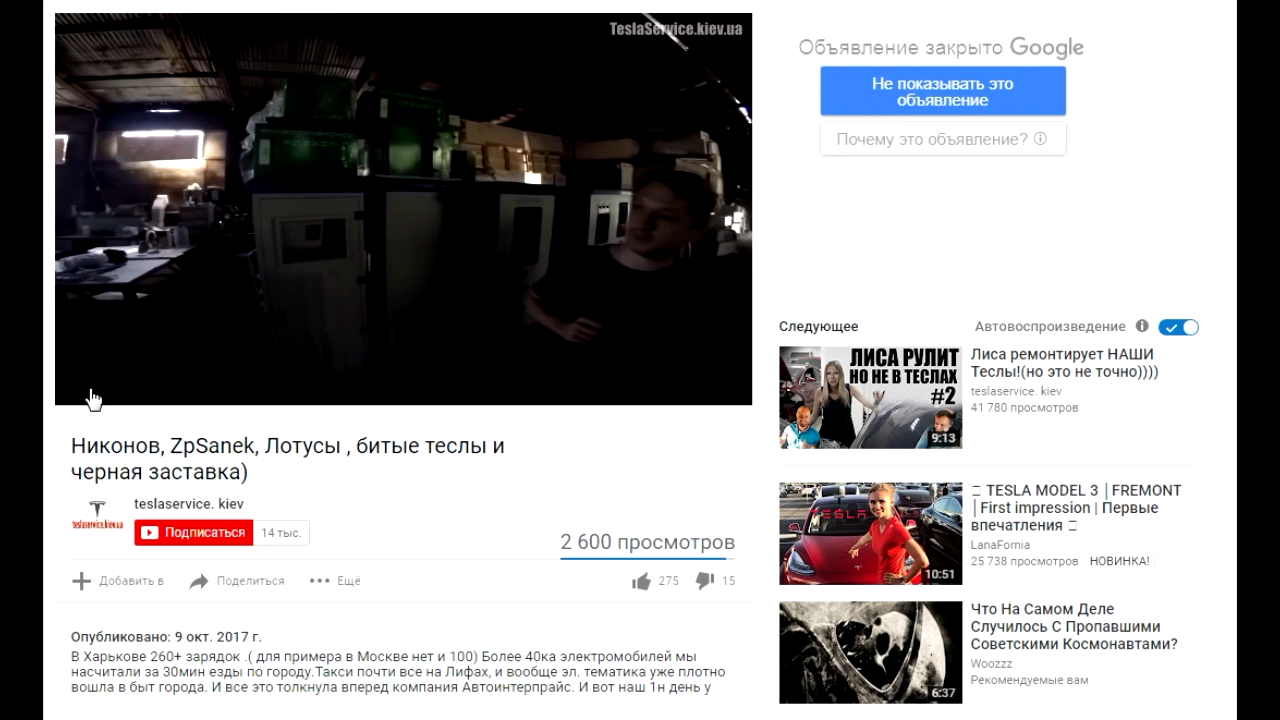 TeslaService.kiev.ua
Объявление закрыто Google
Не показывать это
объявление
Почему это объявление?
Следующее
Автовоспроизведение
ЛИСА РУЛИТ
НО НЕ В ТЕСЛАХ
#2
9:13
Лиса ремонтирует НАШИ
Теслы!(но это не точно))))
teslaservice. kiev
41 780 просмотров
Никонов, ZpSanek, Лотусы , битые теслы и
черная заставка)
teslaservice.kiev.ua
teslaservice. kiev
Подписаться
14 тыс.
2 600 просмотров
Добавить в
Поделиться
Ещё
275
15
TESLA
10:51
TESLA MODEL 3 │FREMONT
│First impression | Первые
впечатления
LanaFornia
25 738 просмотров НОВИНКА!
6:37
Что На Самом Деле
Случилось С Пропавшими
Советскими Космонавтами?
Woozzz
Рекомендуемые вам
Опубликовано: 9 окт. 2017 г.
В Харькове 260+ зарядок .( для примера в Москве нет и 100) Более 40ка электромобилей мы
насчитали за 30мин езды по городу.Такси почти все на Лифах, и вообще эл. тематика уже плотно
вошла в быт города. И все это толкнула вперед компания Автоинтерпрайс. И вот наш 1н день у